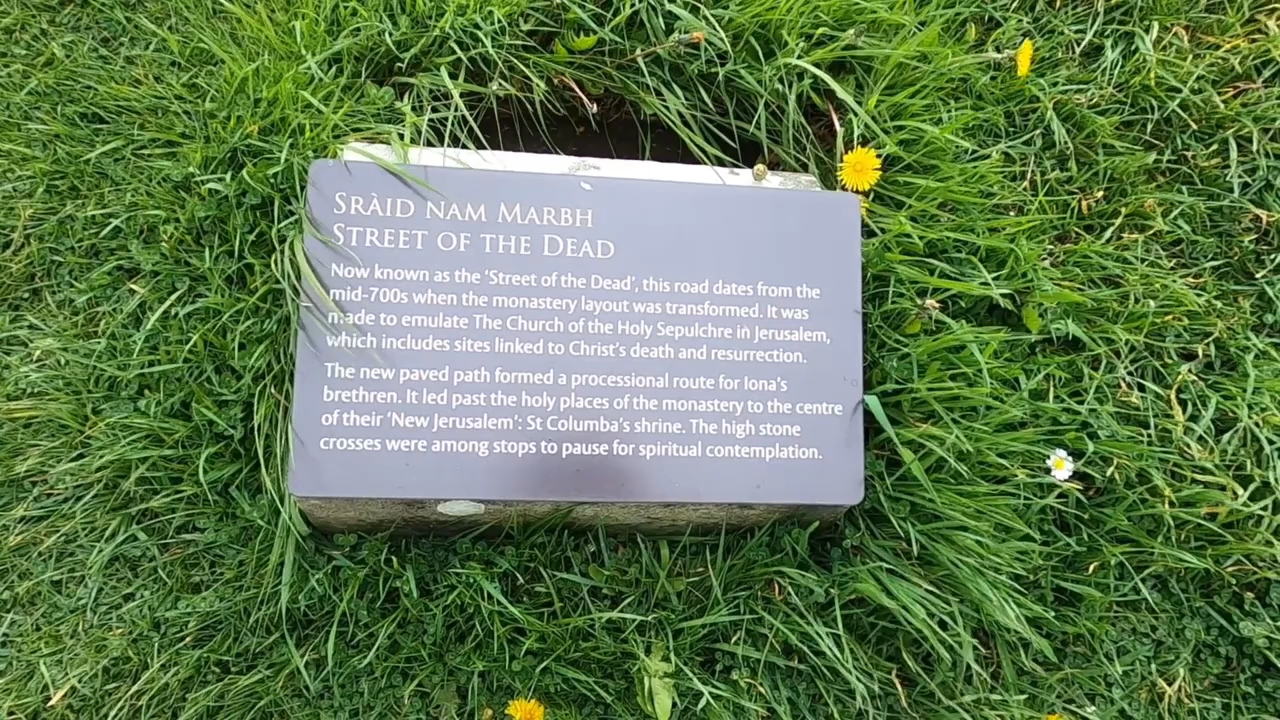 SRÀID NAM MARBH
STREET OF THE DEAD
Now known as the ‘Street of the Dead’, this road dates from the
mid-700s when the monastery layout was transformed. It was
made to emulate The Church of the Holy Sepulchre in Jerusalem,
which includes sites linked to Christ’s death and resurrection.
The new paved path formed a processional route for Iona’s
brethren. It led past the holy places of the monastery to the centre
of their ‘New Jerusalem’: St Columba’s shrine. The high stone
crosses were among stops to pause for spiritual contemplation.